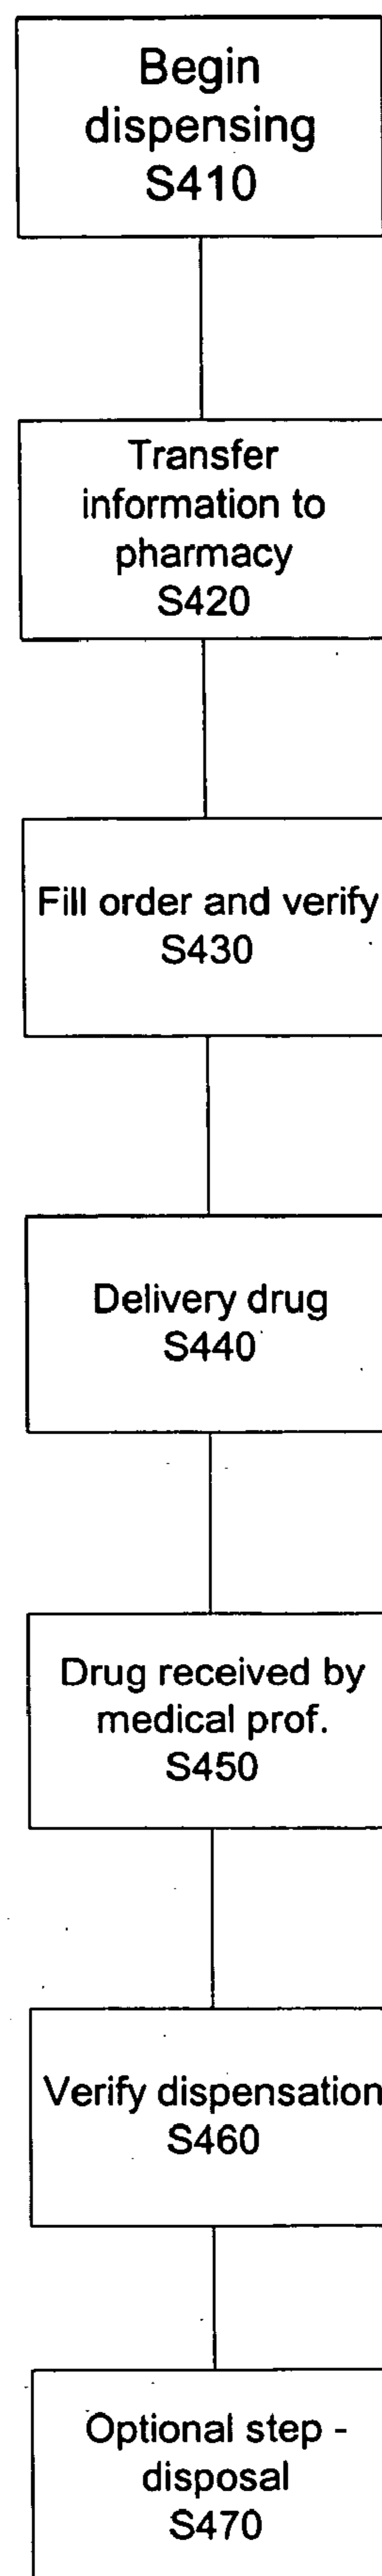 Begin
dispensing
S410
Transfer
information to
pharmacy
S420
Fill order and verify
S430
Delivery drug
S440
Drug received by
medical prof.
S450
Verify dispensation
S460
Optional step -
disposal
S470